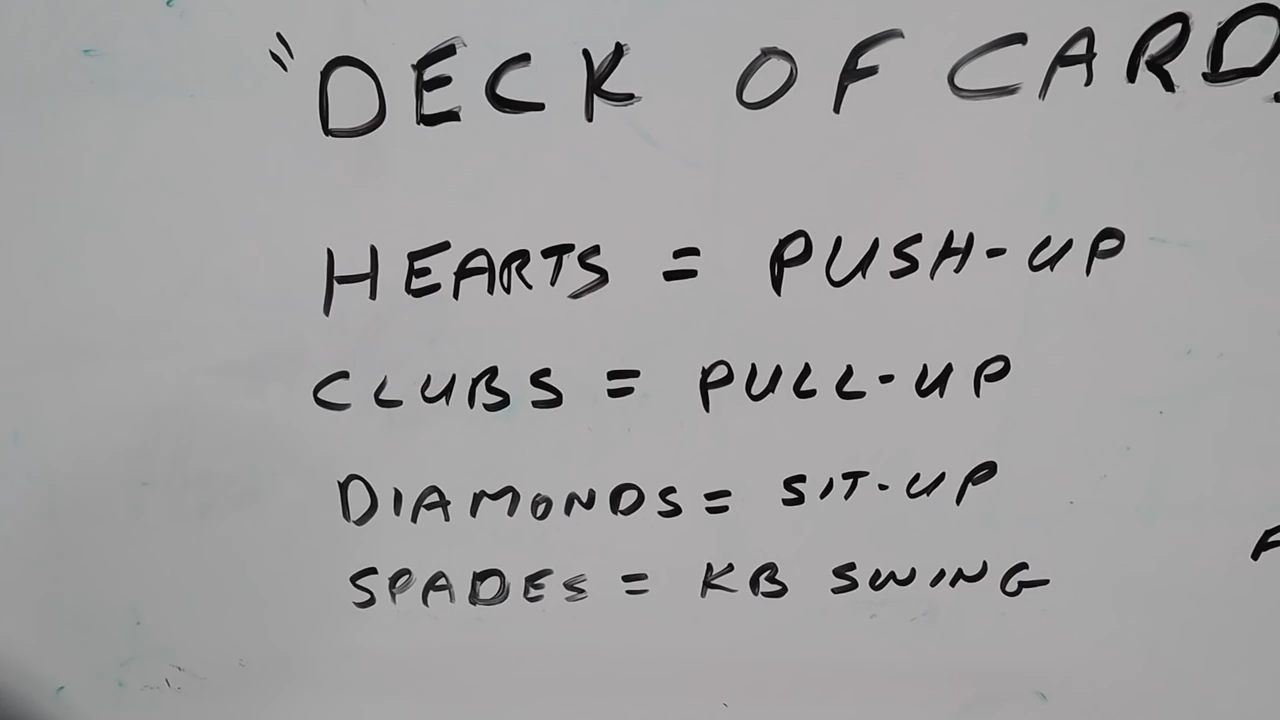 "DECK OF CARD
HEARTS = PUSH-UP
CLUBS = PULL-UP
DIAMONDS = SIT-UP
SPADES = KB SWING